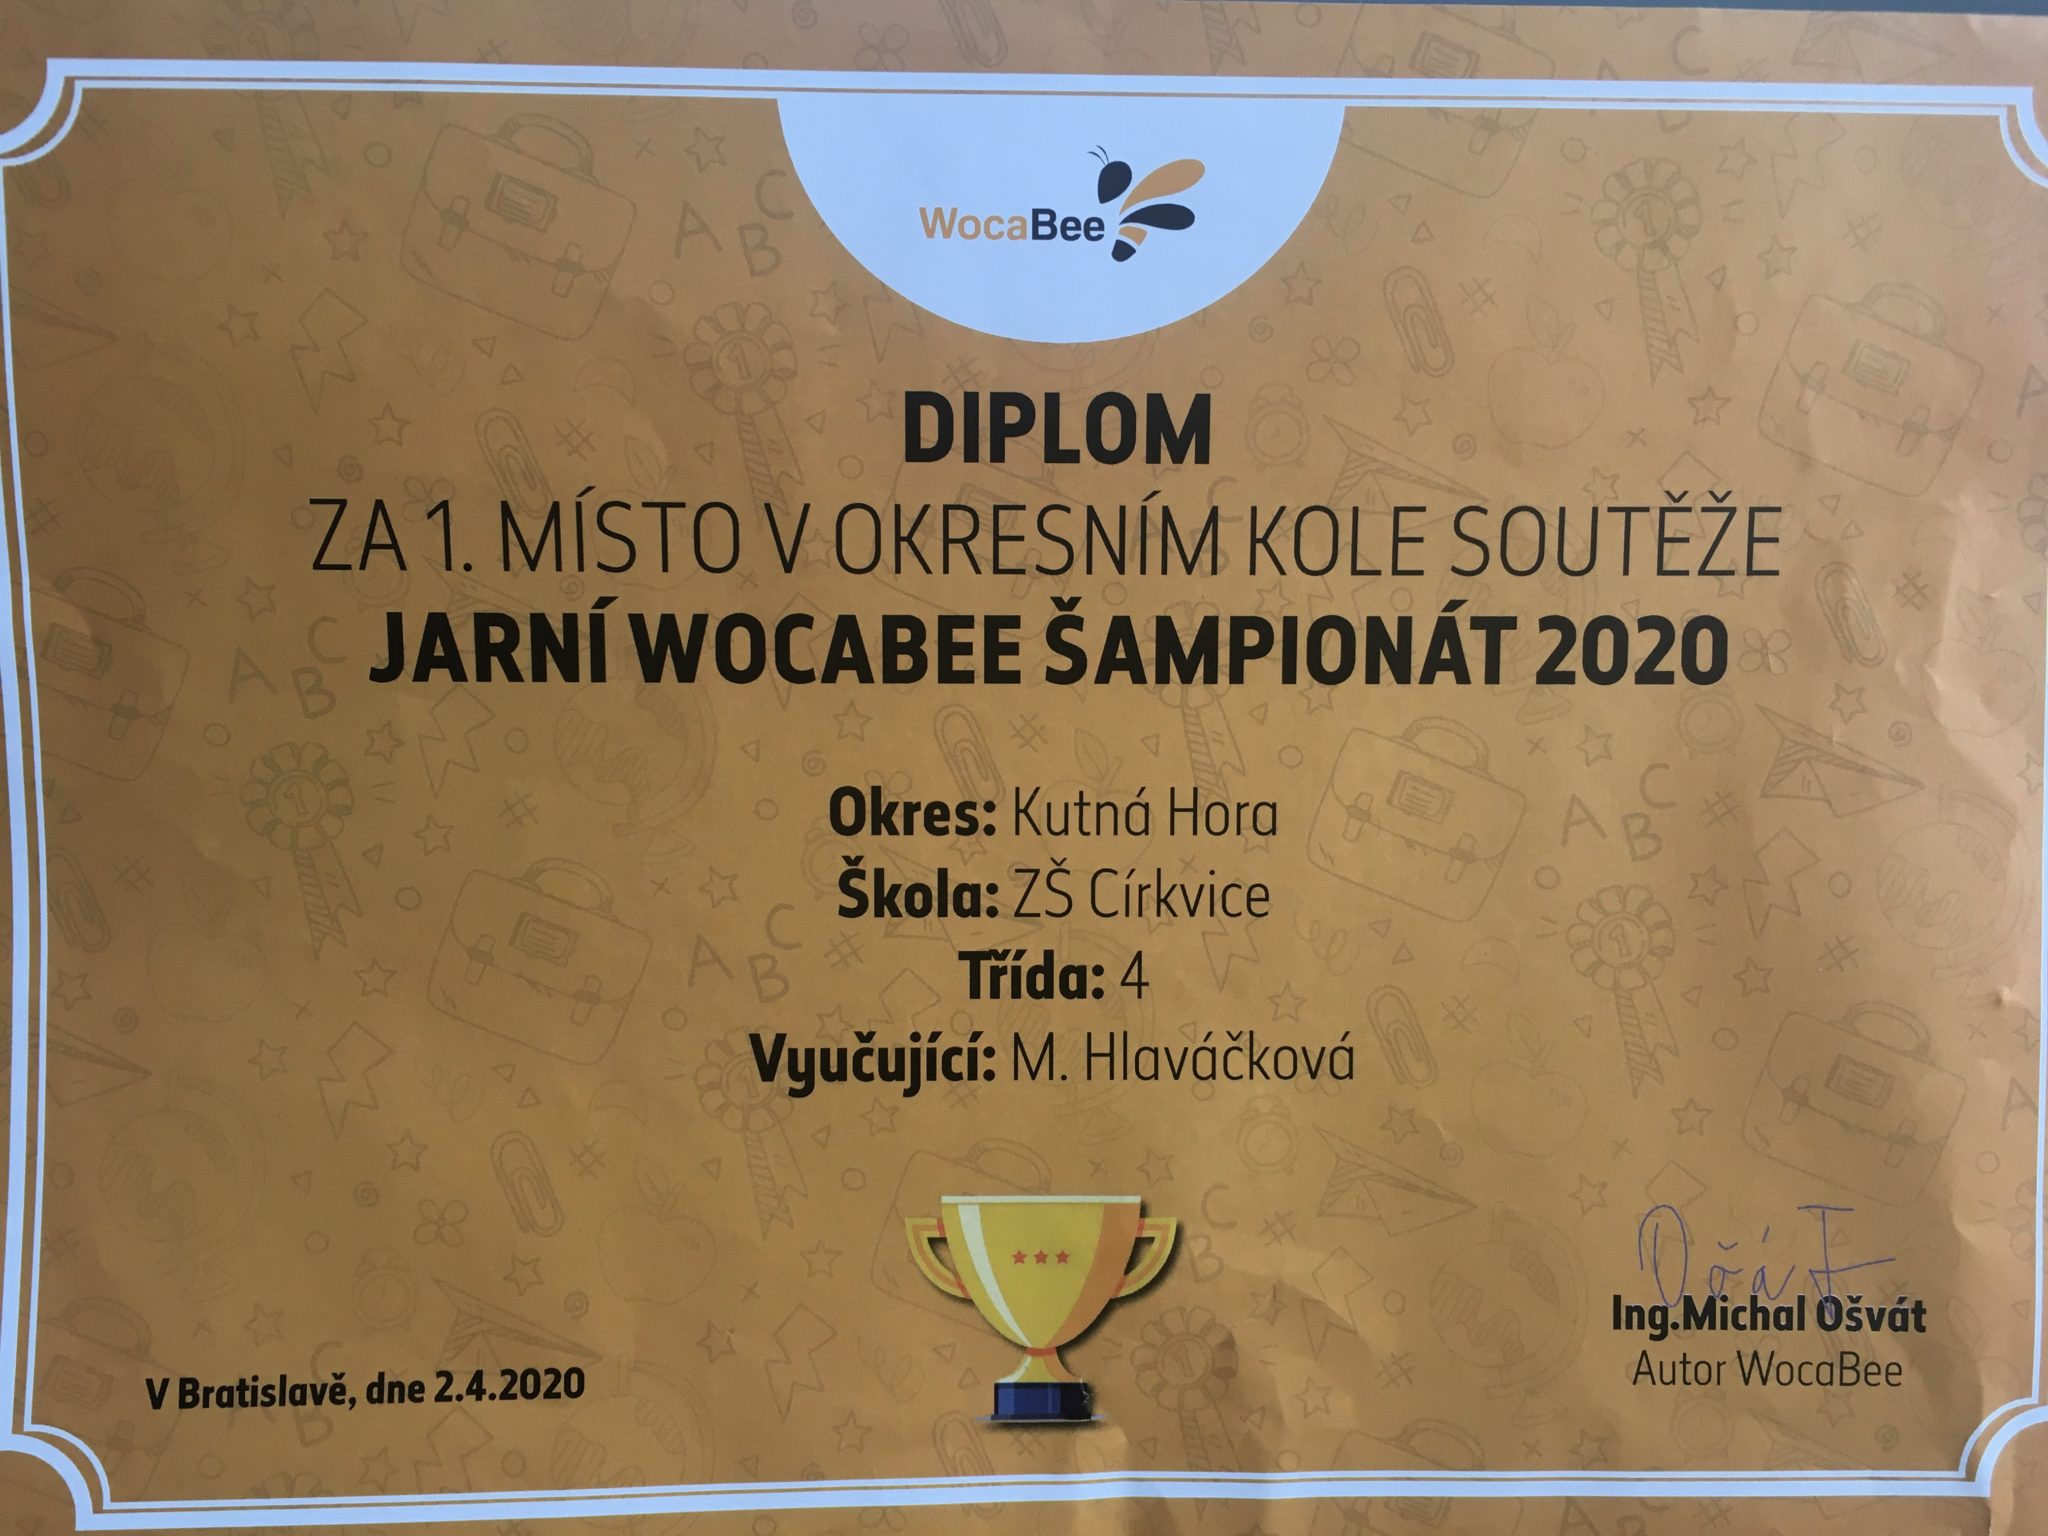 WocaBee
DIPLOM
ZA 1. MÍSTO V OKRESNÍM KOLE SOUTĚŽE
JARNÍ WOCABEE ŠAMPIONÁT 2020
Okres: Kutná Hora
Škola: ZŠ Církvice
Třída: 4
Vyučující: M. Hlaváčková
Ing.Michal Ošvát
Autor WocaBee
V Bratislavě, dne 2.4.2020